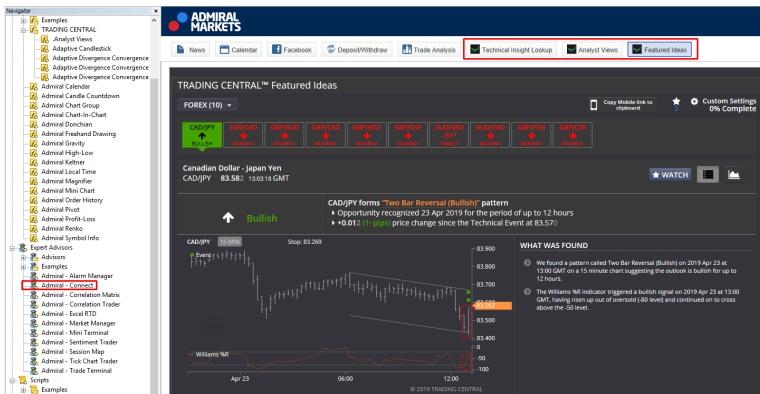 Navigator
Examples
TRADING CENTRAL
.Analyst Views
Adaptive Candlestick
Adaptive Divergence Convergence
Adaptive Divergence Convergence
Adaptive Divergence Convergence
Admiral Calendar
Admiral Candle Countdown
Admiral Chart Group
Admiral Chart-In-Chart
Admiral Donchian
Admiral Freehand Drawing
Admiral Gravity
Admiral High-Low
Admiral Keltner
Admiral Local Time
Admiral Magnifier
Admiral Mini Chart
Admiral Order History
Admiral Pivot
Admiral Profit-Loss
Admiral Renko
Admiral Symbol Info
Expert Advisors
Advisors
Examples
Admiral - Alarm Manager
Admiral - Connect
Admiral - Correlation Matrix
Admiral - Correlation Trader
Admiral - Excel RTD
Admiral - Market Manager
Admiral - Mini Terminal
Admiral - Sentiment Trader
Admiral - Session Map
Admiral - Tick Chart Trader
Admiral - Trade Terminal
Scripts
Examples
ADMIRAL
MARKETS
News
Calendar
Facebook
Deposit/Withdraw
Trade Analysis
Technical Insight Lookup
Analyst Views
Featured Ideas
TRADING CENTRAL™ Featured Ideas
FOREX (10)
Copy Mobile link to
clipboard
2
Custom Settings
0% Complete
CAD/JPY
BULLISH
Canadian Dollar - Japan Yen
CAD/JPY 83.582 13:03:18 GMT
WATCH
Bullish
CAD/JPY forms "Two Bar Reversal (Bullish)" pattern
Opportunity recognized 23 Apr 2019 for the period of up to 12 hours
+0.012 (1² pips) price change since the Technical Event at 83.570
CAD/JPY 15 MIN Stop: 83.269
Event
83.900
83.800
83.700
83.582
83.500
83.400
Williams %R
0
-50
-100
Apr 23
06:00
12:00
© 2019 TRADING CENTRAL
WHAT WAS FOUND
We found a pattern called Two Bar Reversal (Bullish) on 2019 Apr 23 at
13:00 GMT on a 15 minute chart suggesting the outlook is bullish for up to
12 hours.
The Williams %R indicator triggered a bullish signal on 2019 Apr 23 at 13:00
GMT, having risen up out of oversold (-80 level) and continued on to cross
above the -50 level.